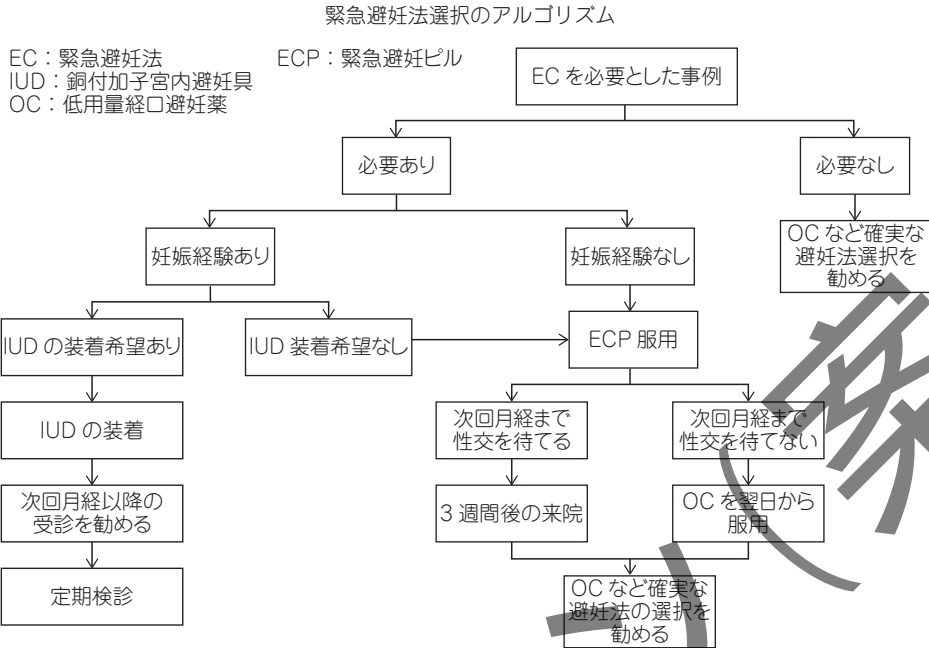 緊急避妊法選択のアルゴリズム
EC：緊急避妊法
ECP：緊急避妊ピル
IUD：銅付加子宮内避妊具
OC：低用量経口避妊薬
EC を必要とした事例
必要あり
必要なし
妊娠経験あり
妊娠経験なし
OC など確実な
避妊法選択を
勧める
IUD の装着希望あり
IUD 装着希望なし
ECP 服用
IUD の装着
次回月経まで
性交を待てる
次回月経まで
性交を待てない
次回月経以降の
受診を勧める
3 週間後の来院
OC を翌日から
服用
定期検診
OC など確実な
避妊法の選択を
勧める
ン（案